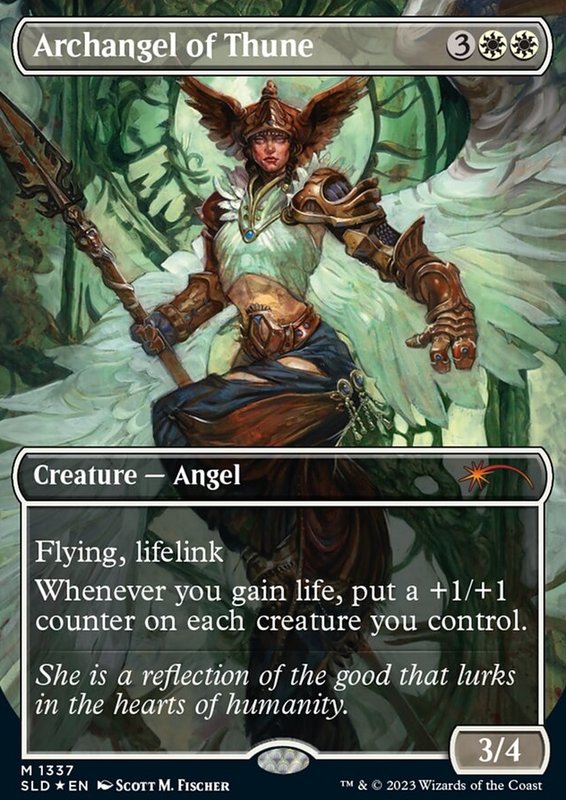 Archangel of Thune 3
Creature — Angel
Flying, lifelink
Whenever you gain life, put a +1/+1
counter on each creature you control.
She is a reflection of the good that lurks
in the hearts of humanity.
3/4
M 1337
SLD ★ EN Scott M. Fischer
™ & © 2023 Wizards of the Coast